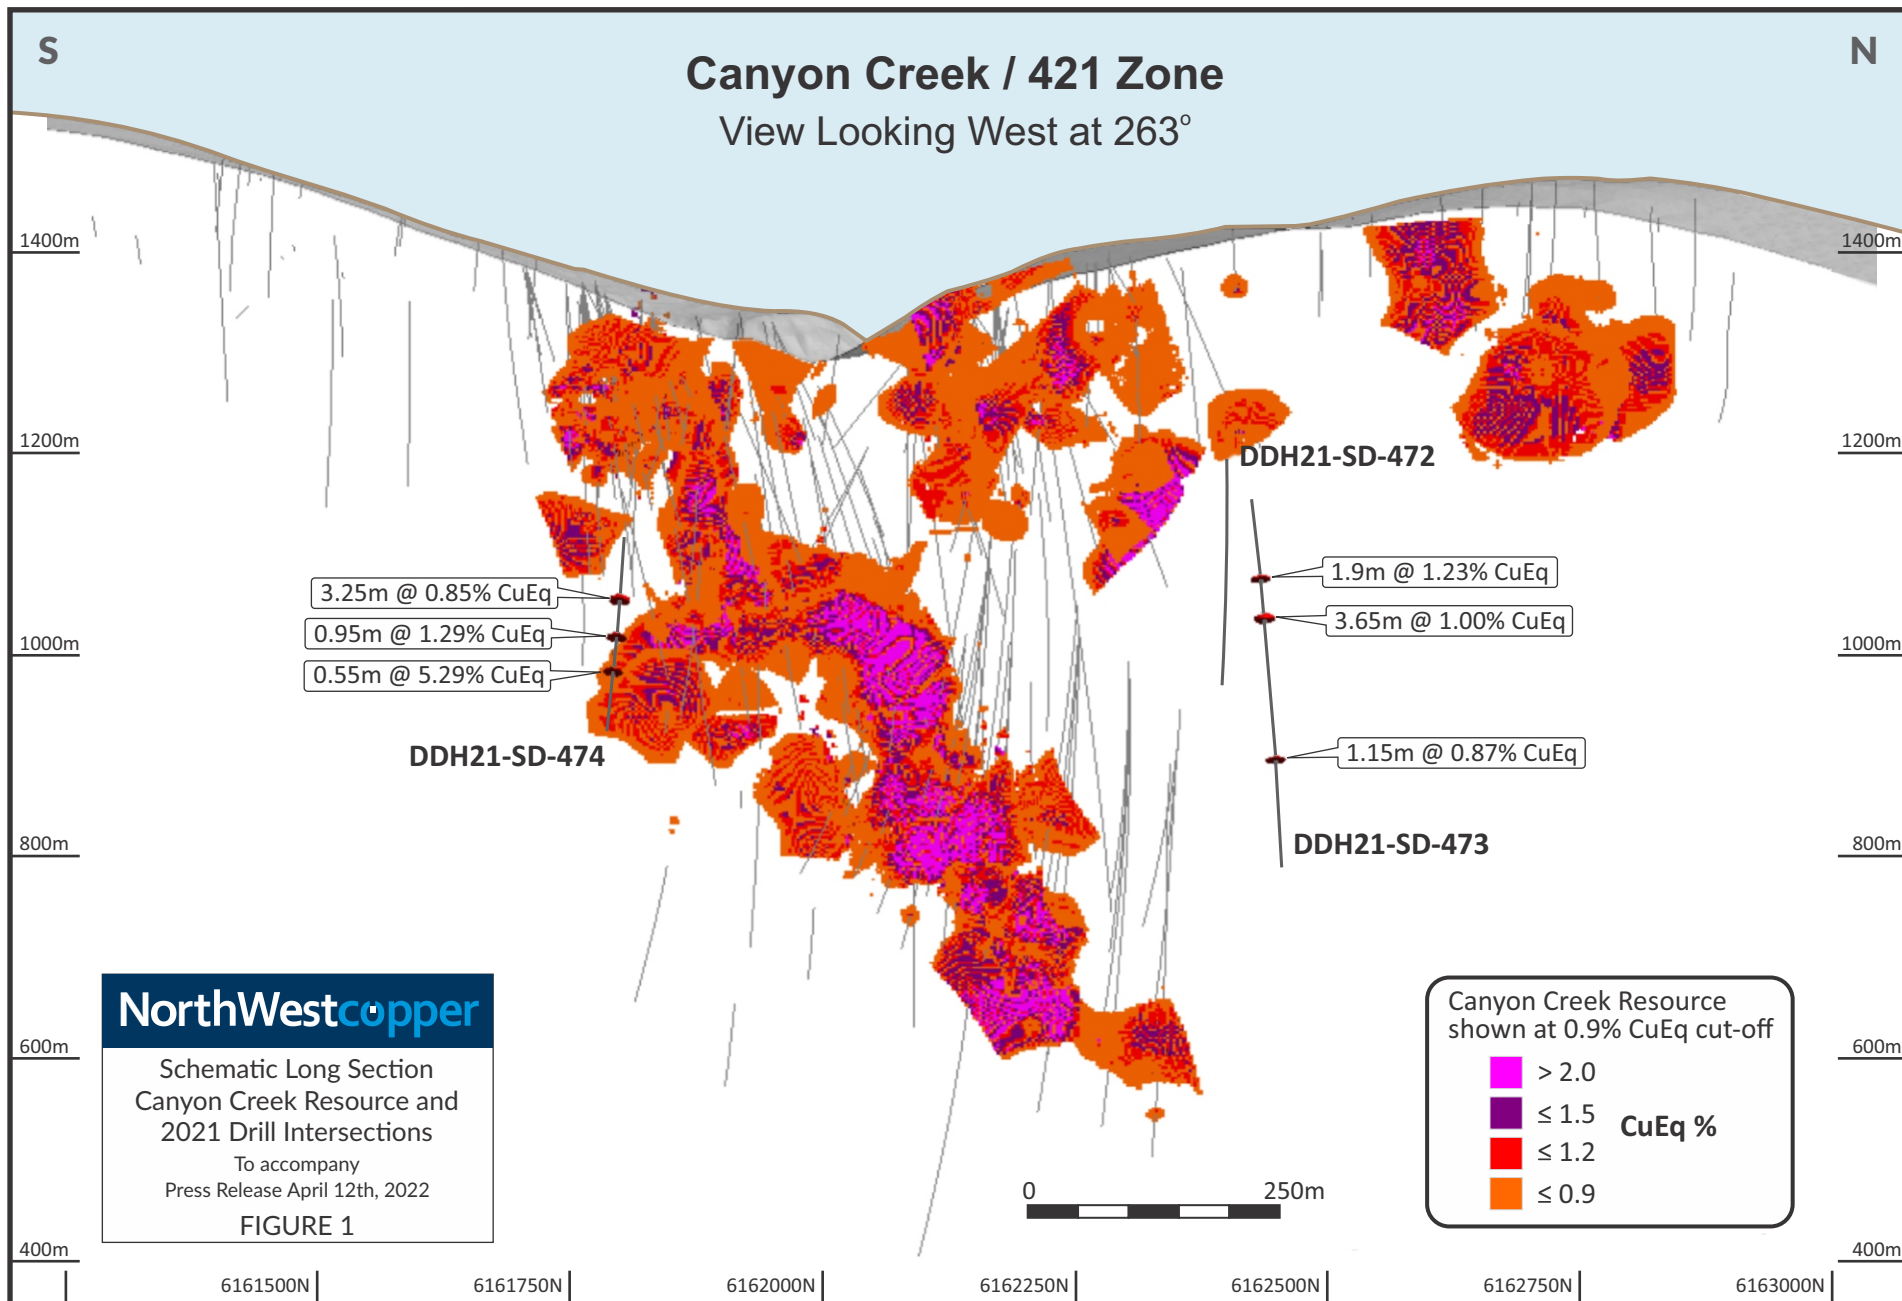 S
N
Canyon Creek / 421 Zone
View Looking West at 263°
1400m
1400m
1200m
1200m
DDH21-SD-472
3.25m @ 0.85% CuEq
1.9m @ 1.23% CuEq
0.95m @ 1.29% CuEq
3.65m @ 1.00% CuEq
1000m
1000m
0.55m @ 5.29% CuEq
DDH21-SD-474
1.15m @ 0.87% CuEq
DDH21-SD-473
800m
800m
NorthWestcopper
Schematic Long Section
Canyon Creek Resource and
2021 Drill Intersections
To accompany
Press Release April 12th, 2022
FIGURE 1
600m
600m
Canyon Creek Resource
shown at 0.9% CuEq cut-off
> 2.0
≤ 1.5
≤ 1.2
≤ 0.9
CuEq %
0 250m
400m
400m
6161500N 6161750N 6162000N 6162250N 6162500N 6162750N 6163000N